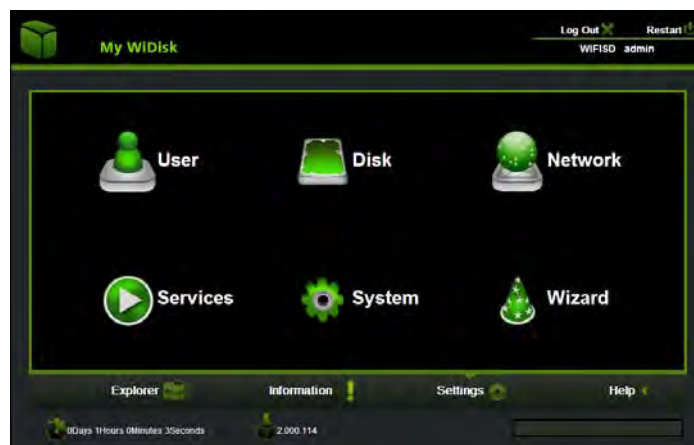 Log Out Restart
My WiDisk
WIFISD admin
User Disk Network
Services System Wizard
Explorer Information Settings Help
0Days 1Hours 0Minutes 3Seconds 2.000.114